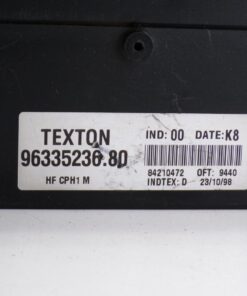 TEXTON
96335236.80
HF CPH1 M
IND: 00 DATE: K8
84210472 OFT: 9440
INDTEX: D 23/10/98